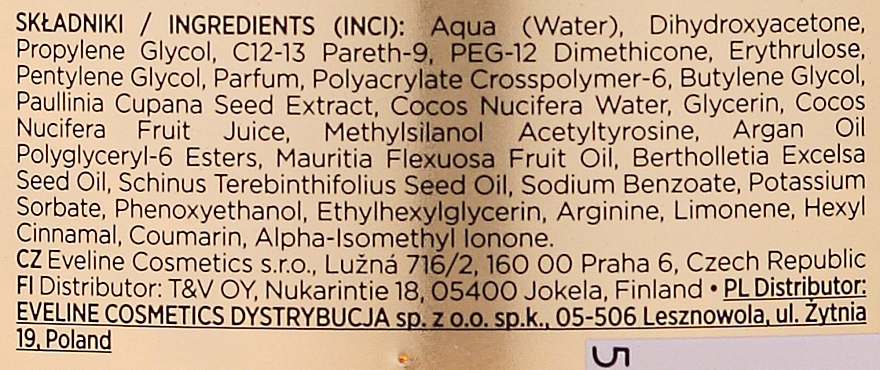 SKŁADNIKI / INGREDIENTS (INCI): Aqua (Water), Dihydroxyacetone,
Propylene Glycol, C12-13 Pareth-9, PEG-12 Dimethicone, Erythrulose,
Pentylene Glycol, Parfum, Polyacrylate Crosspolymer-6, Butylene Glycol,
Paullinia Cupana Seed Extract, Cocos Nucifera Water, Glycerin, Cocos
Nucifera Fruit Juice, Methylsilanol Acetyltyrosine, Argan Oil
Polyglyceryl-6 Esters, Mauritia Flexuosa Fruit Oil, Bertholletia Excelsa
Seed Oil, Schinus Terebinthifolius Seed Oil, Sodium Benzoate, Potassium
Sorbate, Phenoxyethanol, Ethylhexylglycerin, Arginine, Limonene, Hexyl
Cinnamal, Coumarin, Alpha-Isomethyl Ionone.
CZ Eveline Cosmetics s.r.o., Lužná 716/2, 160 00 Praha 6, Czech Republic
FI Distributor: T&V OY, Nukarintie 18, 05400 Jokela, Finland • PL Distributor:
EVELINE COSMETICS DYSTRYBUCJA sp. z o.o. sp.k., 05-506 Lesznowola, ul. Żytnia
19, Poland
5